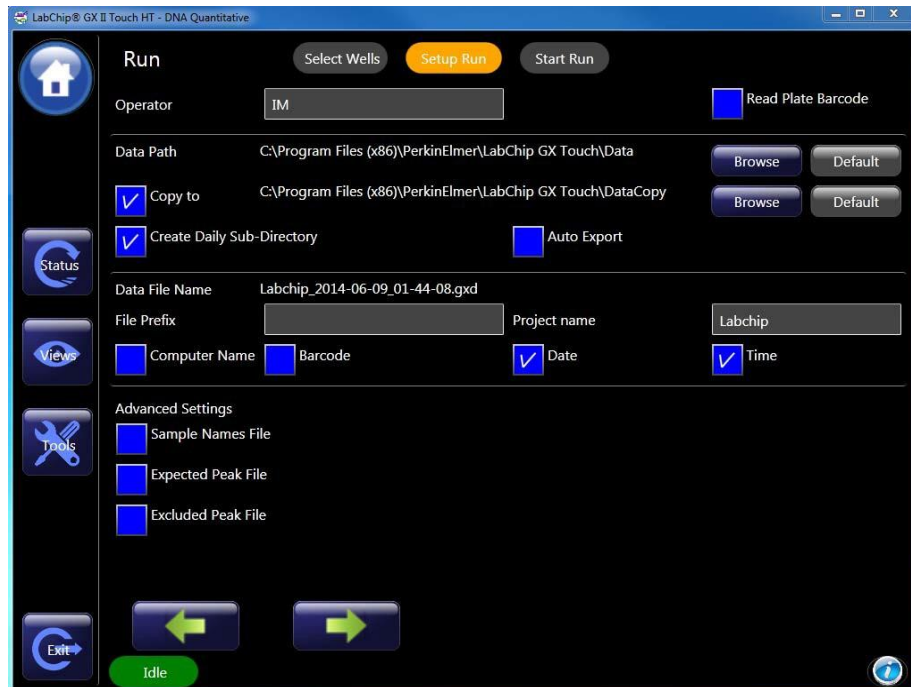 LabChip® GX II Touch HT - DNA Quantitative
Run Select Wells Setup Run Start Run
Operator IM Read Plate Barcode
Data Path C:\Program Files (x86)\PerkinElmer\LabChip GX Touch\Data Browse Default
Copy to C:\Program Files (x86)\PerkinElmer\LabChip GX Touch\DataCopy Browse Default
Create Daily Sub-Directory Auto Export
Status
Data File Name Labchip_2014-06-09_01-44-08.gxd
File Prefix Project name Labchip
Views
Computer Name Barcode Date Time
Advanced Settings
Sample Names File
Tools
Expected Peak File
Excluded Peak File
Exit
Idle